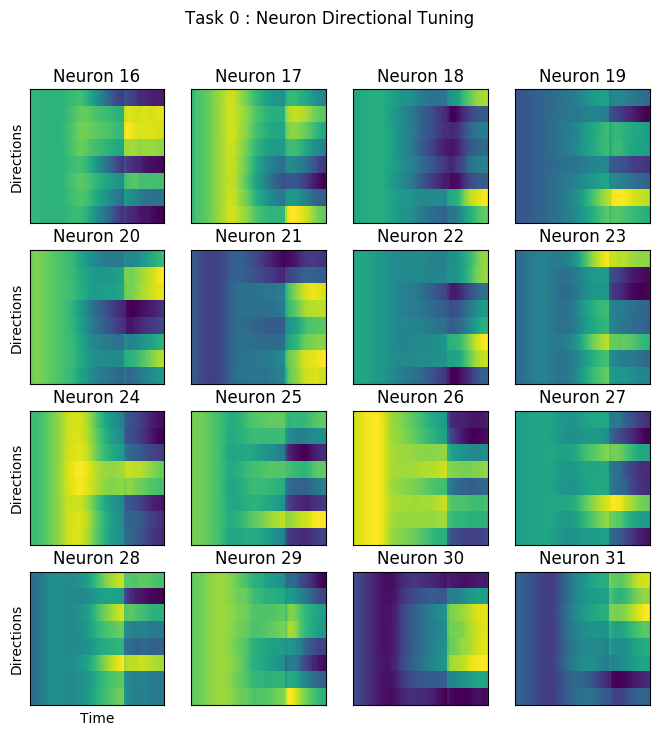 Task 0 : Neuron Directional Tuning
Neuron 16 Neuron 17 Neuron 18 Neuron 19
Directions
Neuron 20 Neuron 21 Neuron 22 Neuron 23
Directions
Neuron 24 Neuron 25 Neuron 26 Neuron 27
Directions
Neuron 28 Neuron 29 Neuron 30 Neuron 31
Directions
Time